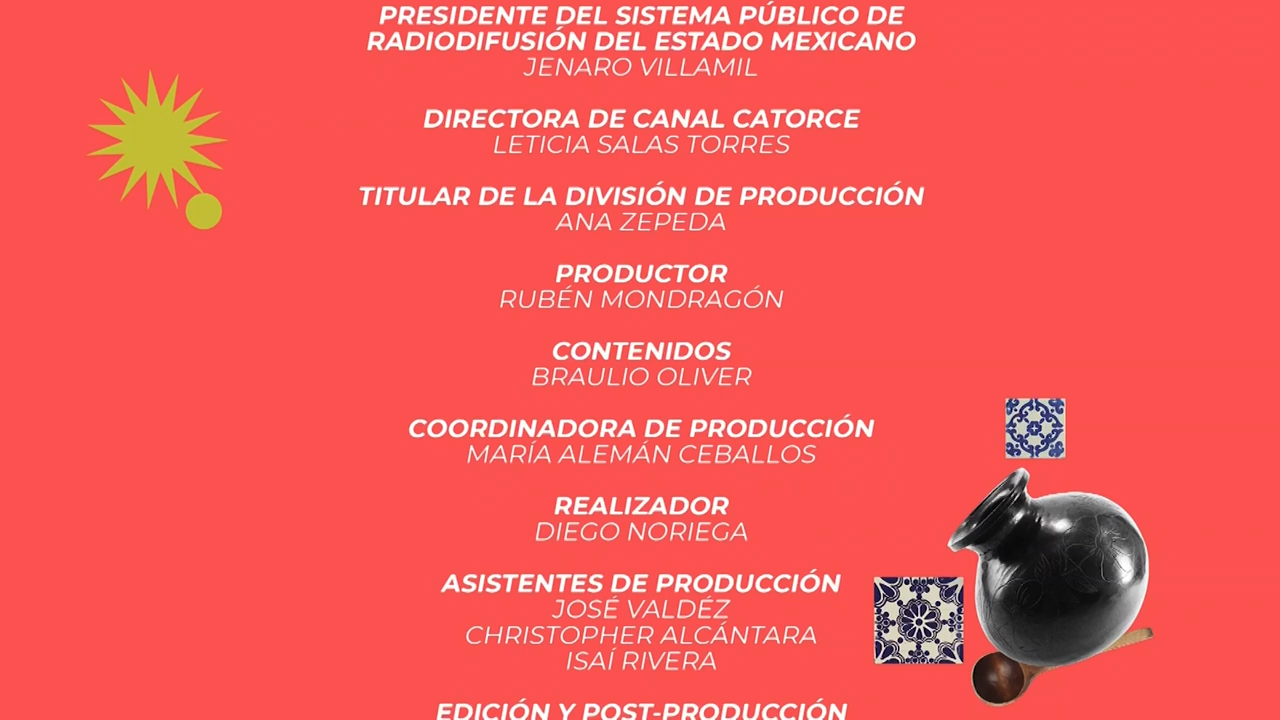 PRESIDENTE DEL SISTEMA PÚBLICO DE
RADIODIFUSIÓN DEL ESTADO MEXICANO
JENARO VILLAMIL
DIRECTORA DE CANAL CATORCE
LETICIA SALAS TORRES
TITULAR DE LA DIVISIÓN DE PRODUCCIÓN
ANA ZEPEDA
PRODUCTOR
RUBÉN MONDRAGÓN
CONTENIDOS
BRAULIO OLIVER
COORDINADORA DE PRODUCCIÓN
MARÍA ALEMÁN CEBALLOS
REALIZADOR
DIEGO NORIEGA
ASISTENTES DE PRODUCCIÓN
JOSÉ VALDÉZ
CHRISTOPHER ALCÁNTARA
ISAÍ RIVERA
EDICIÓN Y POST-PRODUCCIÓN